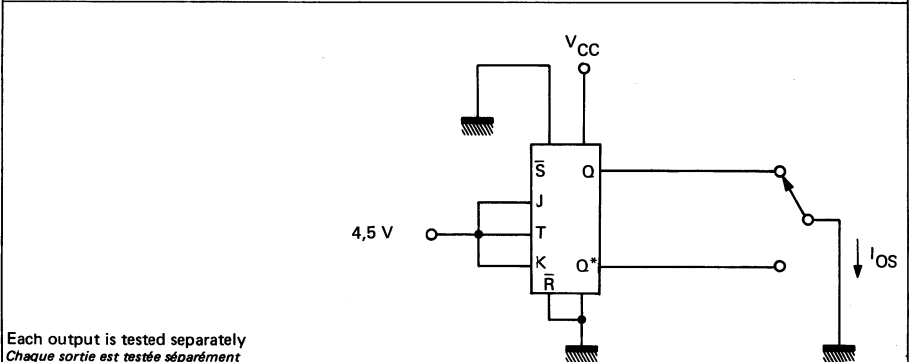 V CC
S̅ Q
J
4,5 V T
K Q*
R̅
I OS
Each output is tested separately
Chaque sortie est testée séparément